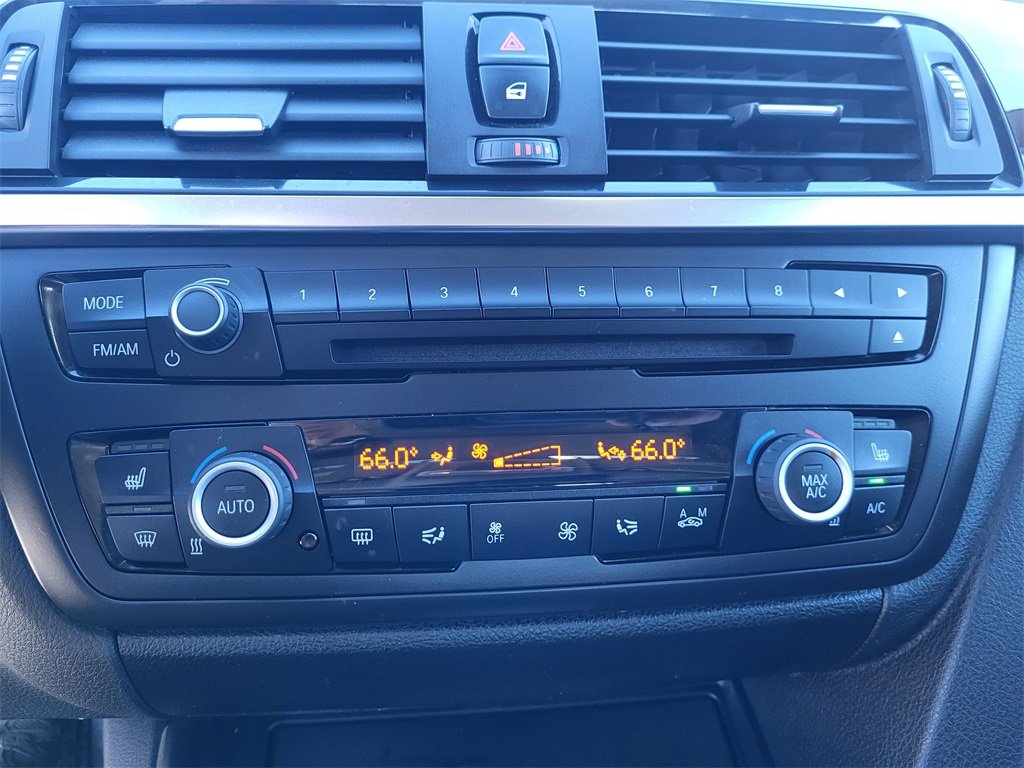 MODE
1 2 3 4 5 6 7 8
FM/AM
66.0° 66.0°
AUTO
OFF
A M
MAX
A/C
A/C